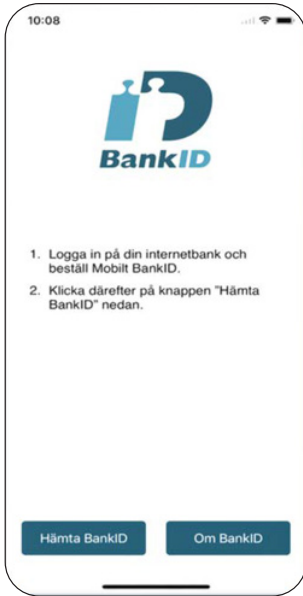 10:08
BankID
1. Logga in på din internetbank och
beställ Mobilt BankID.
2. Klicka därefter på knappen "Hämta
BankID" nedan.
Hämta BankID
Om BankID